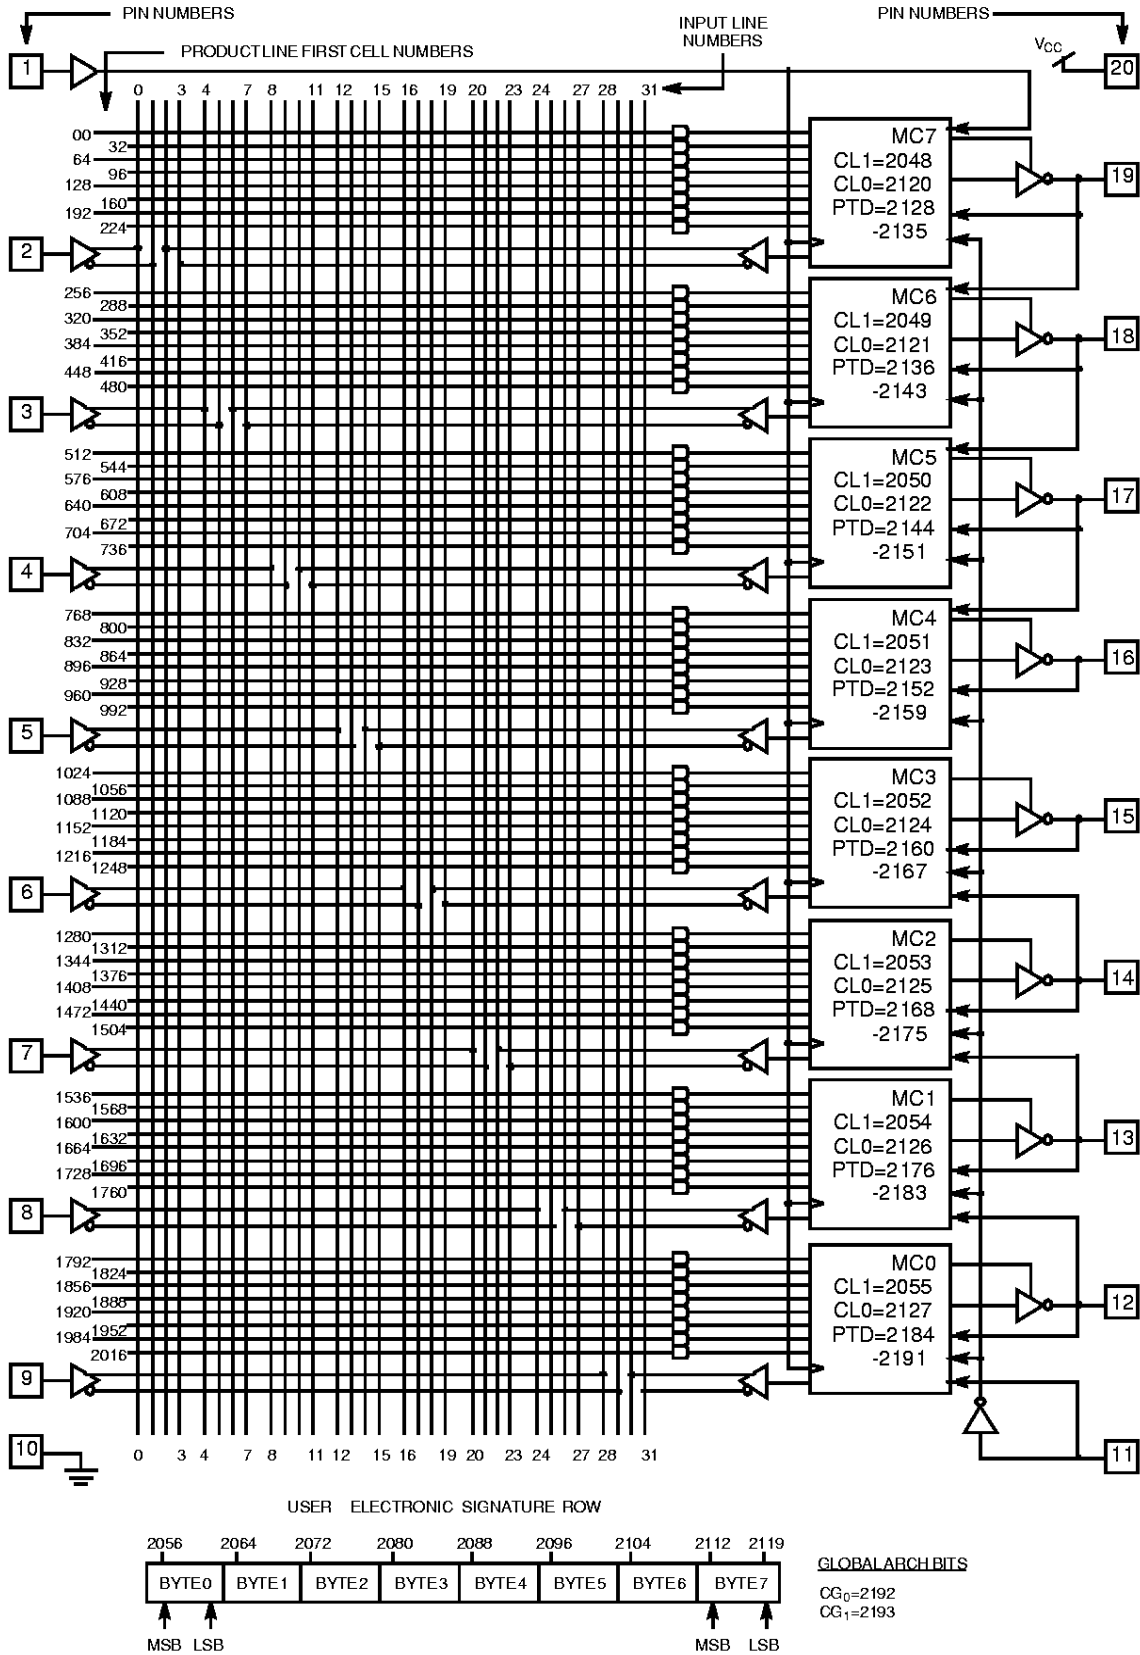 PIN NUMBERS
PRODUCT LINE FIRST CELL NUMBERS
INPUT LINE
NUMBERS
PIN NUMBERS
VCC
1
20
0 3 4 7 8 11 12 15 16 19 20 23 24 27 28 31
00
32
64
96
128
160
192
224
MC7
CL1=2048
CL0=2120
PTD=2128
-2135
19
2
256
288
320
352
384
416
448
480
MC6
CL1=2049
CL0=2121
PTD=2136
-2143
18
3
512
544
576
608
640
672
704
736
MC5
CL1=2050
CL0=2122
PTD=2144
-2151
17
4
768
800
832
864
896
928
960
992
MC4
CL1=2051
CL0=2123
PTD=2152
-2159
16
5
1024
1056
1088
1120
1152
1184
1216
1248
MC3
CL1=2052
CL0=2124
PTD=2160
-2167
15
6
1280
1312
1344
1376
1408
1440
1472
1504
MC2
CL1=2053
CL0=2125
PTD=2168
-2175
14
7
1536
1568
1600
1632
1664
1696
1728
1760
MC1
CL1=2054
CL0=2126
PTD=2176
-2183
13
8
1792
1824
1856
1888
1920
1952
1984
2016
MC0
CL1=2055
CL0=2127
PTD=2184
-2191
12
9
10
11
0 3 4 7 8 11 12 15 16 19 20 23 24 27 28 31
USER ELECTRONIC SIGNATURE ROW
2056 2064 2072 2080 2088 2096 2104 2112 2119
BYTE0 BYTE1 BYTE2 BYTE3 BYTE4 BYTE5 BYTE6 BYTE7
MSB LSB MSB LSB
GLOBAL ARCH BITS
CG0=2192
CG1=2193